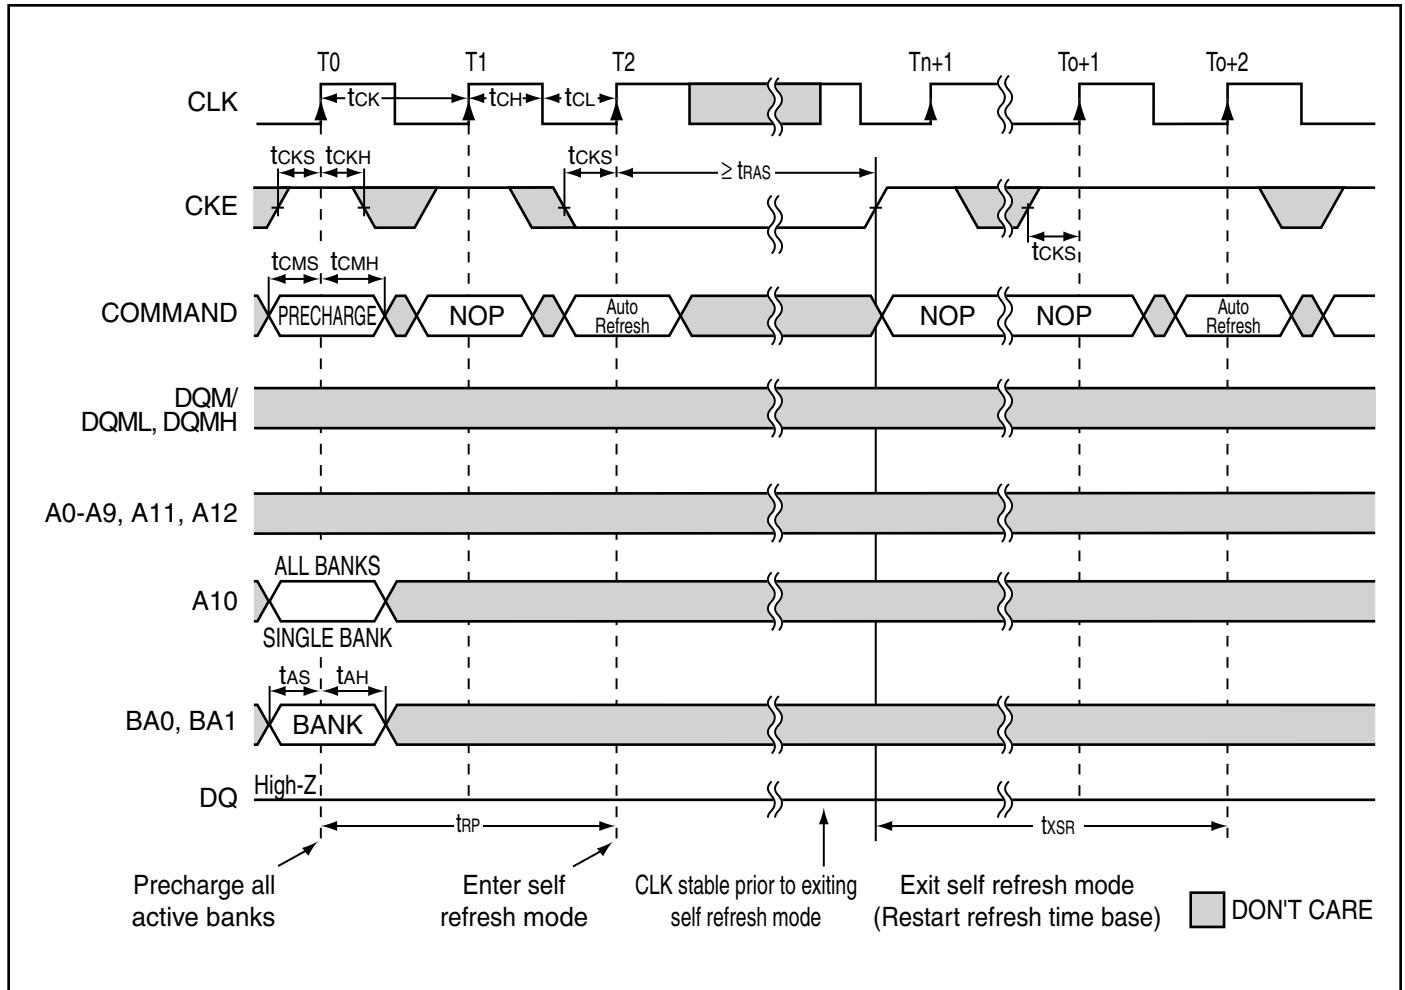 T0 T1 T2 Tn+1 To+1 To+2
CLK tCK tCH tCL
tCKS tCKH tCKS ≥ tRAS
CKE
tCKS
tCMS tCMH
COMMAND PRECHARGE NOP Auto Refresh NOP NOP Auto Refresh
DQM/
DQML, DQMH
A0-A9, A11, A12
ALL BANKS
A10
SINGLE BANK
tAS tAH
BA0, BA1 BANK
DQ High-Z
tRP tXSR
Precharge all
active banks
Enter self
refresh mode
CLK stable prior to exiting
self refresh mode
Exit self refresh mode
(Restart refresh time base)
DON'T CARE